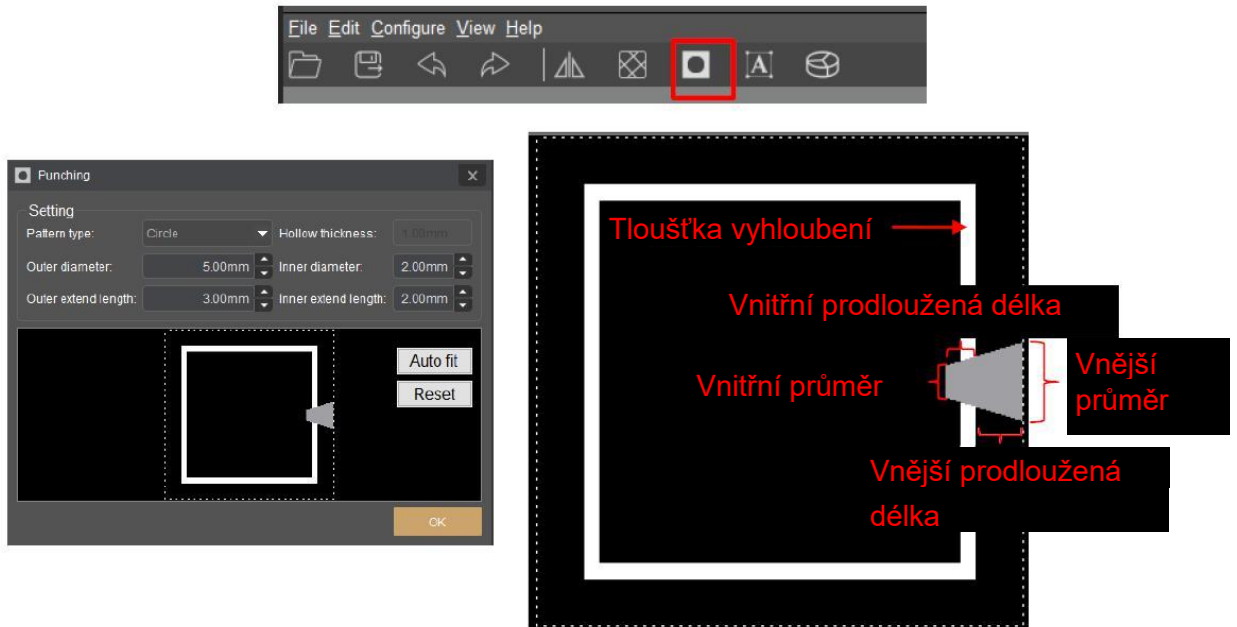 File Edit Configure View Help
A
Punching
Setting
Pattern type: Circle Hollow thickness: 1.00mm
Outer diameter: 5.00mm Inner diameter: 2.00mm
Outer extend length: 3.00mm Inner extend length: 2.00mm
Auto fit
Reset
OK
Tloušťka vyhloubení
Vnitřní prodloužená délka
Vnitřní průměr
Vnější
průměr
Vnější prodloužená
délka